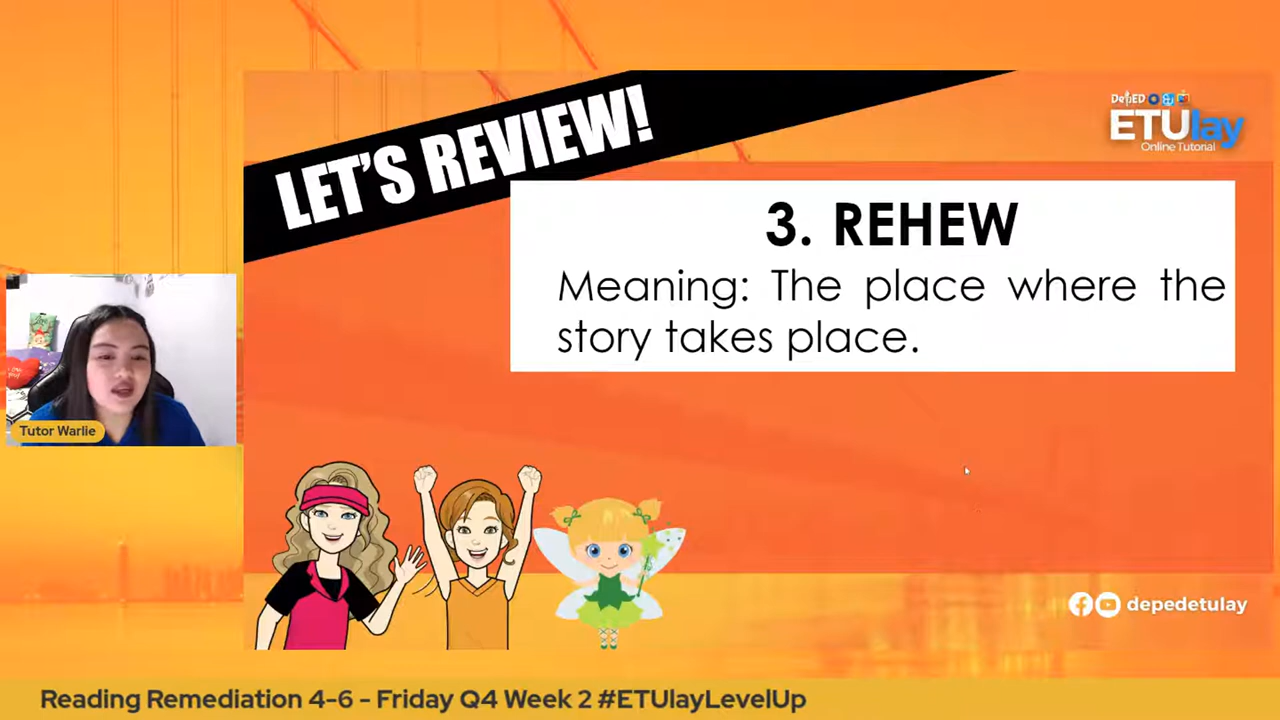 LET'S REVIEW!
DepED
ETUlay
Online Tutorial
3. REHEW
Meaning: The place where the
story takes place.
Tutor Warlie
depedetulay
Reading Remediation 4-6 - Friday Q4 Week 2 #ETUlayLevelUp